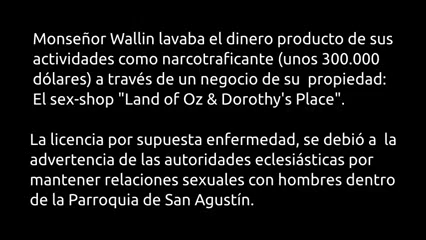 Monseñor Wallin lavaba el dinero producto de sus
actividades como narcotraficante (unos 300.000
dólares) a través de un negocio de su propiedad:
El sex-shop "Land of Oz & Dorothy's Place".
La licencia por supuesta enfermedad, se debió a la
advertencia de las autoridades eclesiásticas por
mantener relaciones sexuales con hombres dentro
de la Parroquia de San Agustín.